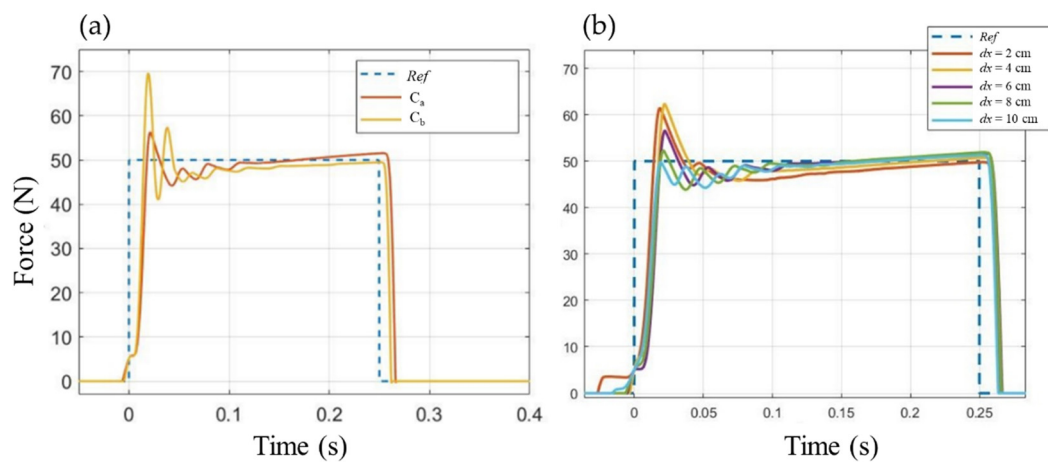 (a)
Ref
Ca
Cb
Force (N)
70
60
50
40
30
20
10
0
0
0.1
0.2
0.3
0.4
Time (s)
(b)
Ref
dx = 2 cm
dx = 4 cm
dx = 6 cm
dx = 8 cm
dx = 10 cm
70
60
50
40
30
20
10
0
0
0.05
0.1
0.15
0.2
0.25
Time (s)